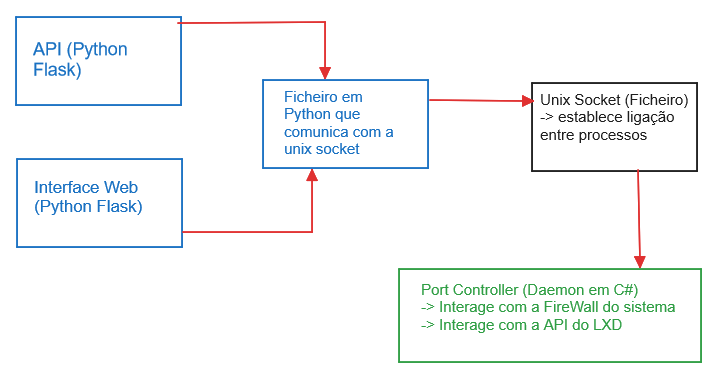 API (Python
Flask)
Ficheiro em
Python que
comunica com a
unix socket
Unix Socket (Ficheiro)
-> establece ligação
entre processos
Interface Web
(Python Flask)
Port Controller (Daemon em C#)
-> Interage com a FireWall do sistema
-> Interage com a API do LXD